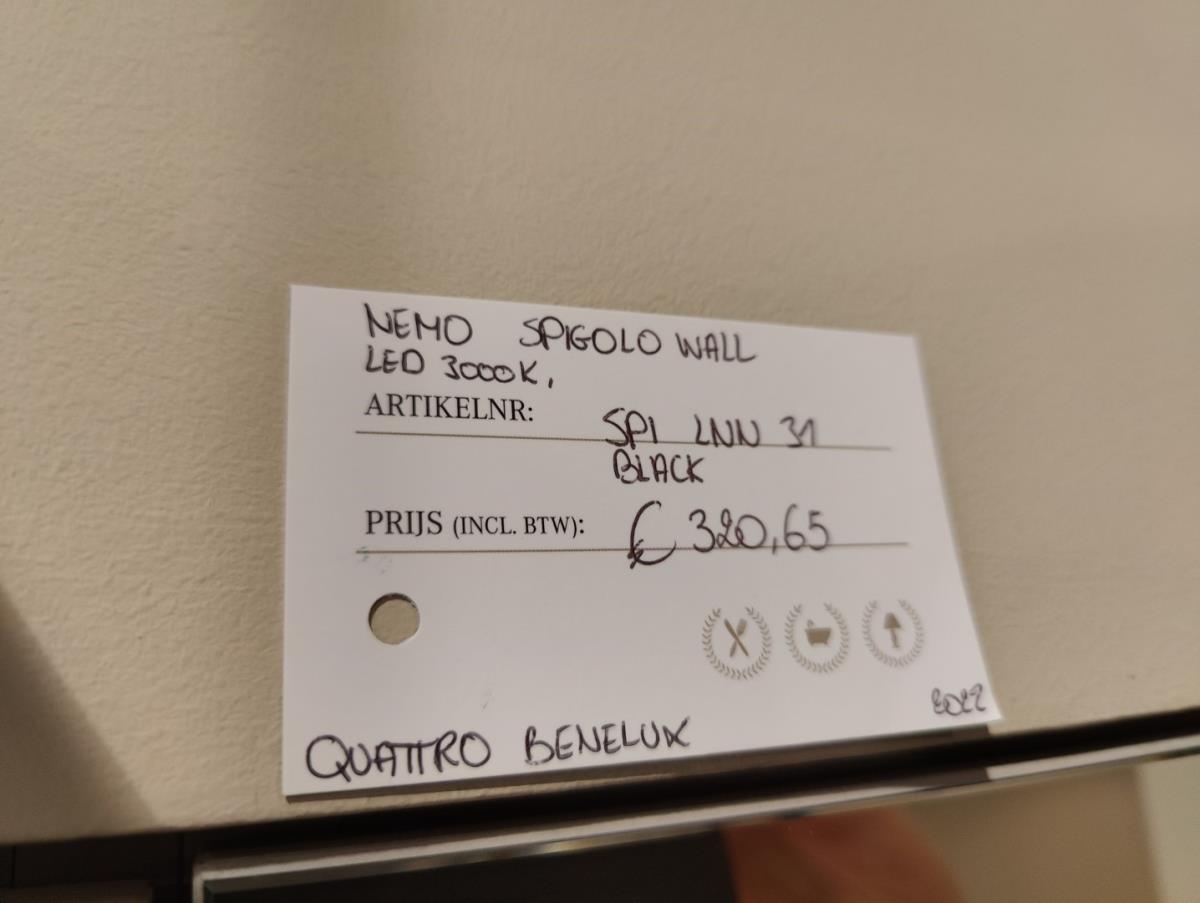 NEMO SPIGOLO WALL
LED 3000K,
ARTIKELNR: SPI LNN 31
BLACK
PRIJS (INCL. BTW): € 320,65
2022
QUATTRO BENELUX